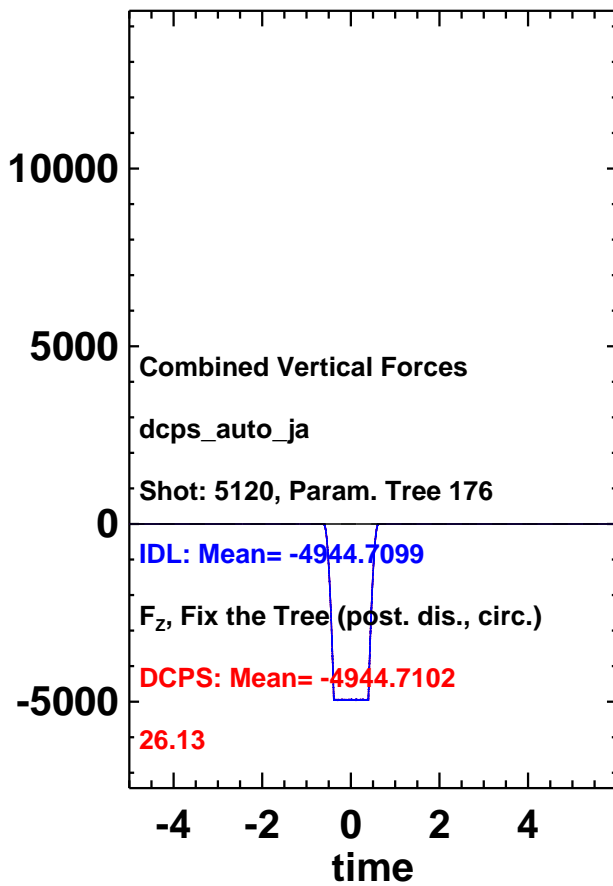 10000
5000
Combined Vertical Forces
dcps_auto_ja
Shot: 5120, Param. Tree 176
0
IDL: Mean= -4944.7099
F_Z, Fix the Tree (post. dis., circ.)
DCPS: Mean= -4944.7102
-5000
26.13
-4 -2 0 2 4
time